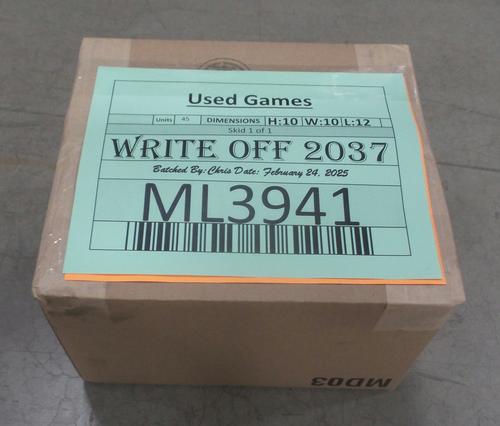 Used Games
Units 45 DIMENSIONS H:10 W:10 L:12
Skid 1 of 1
WRITE OFF 2037
Batched By: Chris Date: February 24, 2025
ML3941
MD03